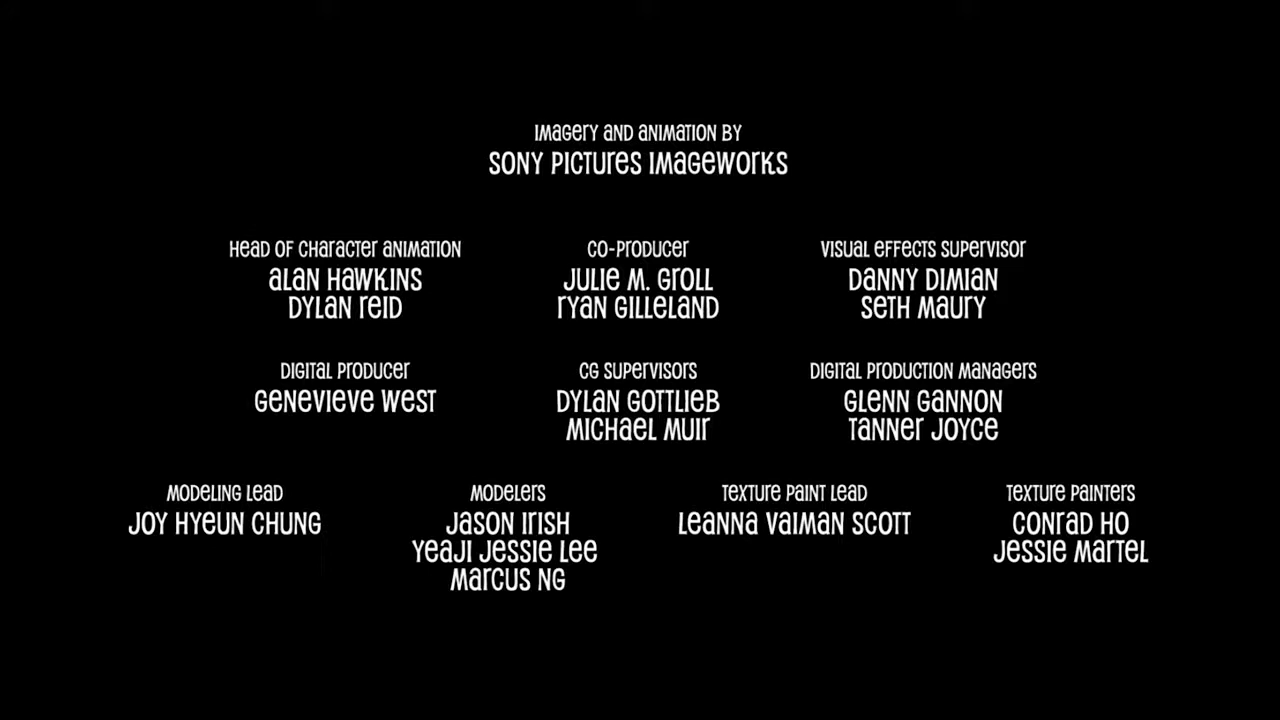 IMAGERY AND ANIMATION BY
SONY PICTURES IMAGEWORKS
HEAD OF CHARACTER ANIMATION
ALAN HAWKINS
DYLAN REID
CO-PRODUCER
JULIE M. GROLL
RYAN GILLELAND
VISUAL EFFECTS SUPERVISOR
DANNY DIMIAN
SETH MAURY
DIGITAL PRODUCER
GENEVIEVE WEST
CG SUPERVISORS
DYLAN GOTTLIEB
MICHAEL MUIR
DIGITAL PRODUCTION MANAGERS
GLENN GANNON
TANNER JOYCE
MODELING LEAD
JOY HYEUN CHUNG
MODELERS
JASON IRISH
YEAJI JESSIE LEE
MARCUS NG
TEXTURE PAINT LEAD
LEANNA VAIMAN SCOTT
TEXTURE PAINTERS
CONRAD HO
JESSIE MARTEL